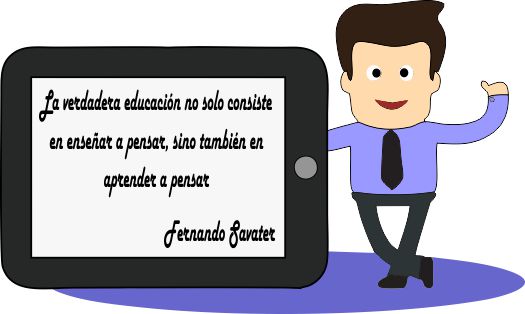 La verdadera educación no solo consiste
en enseñar a pensar, sino también en
aprender a pensar
Fernando Savater